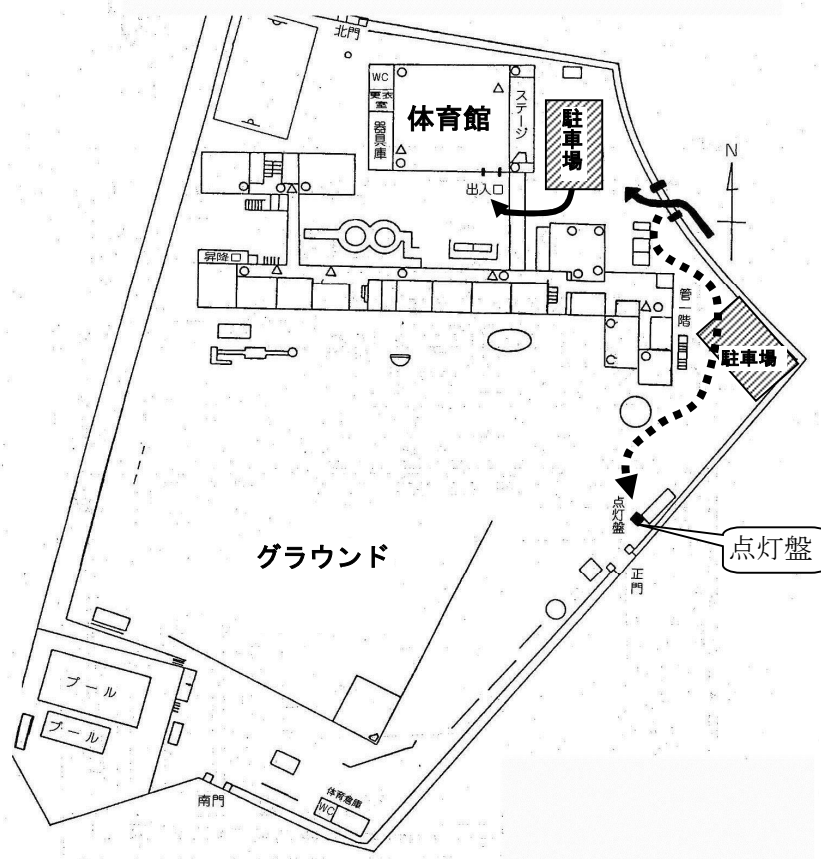 北門
WC
更衣室
器具庫
体育館
ステージ
駐車場
出入口
N
昇降口
管一階
駐車場
点灯盤
点灯盤
正門
グラウンド
プール
プール
南門
体育倉庫
WC